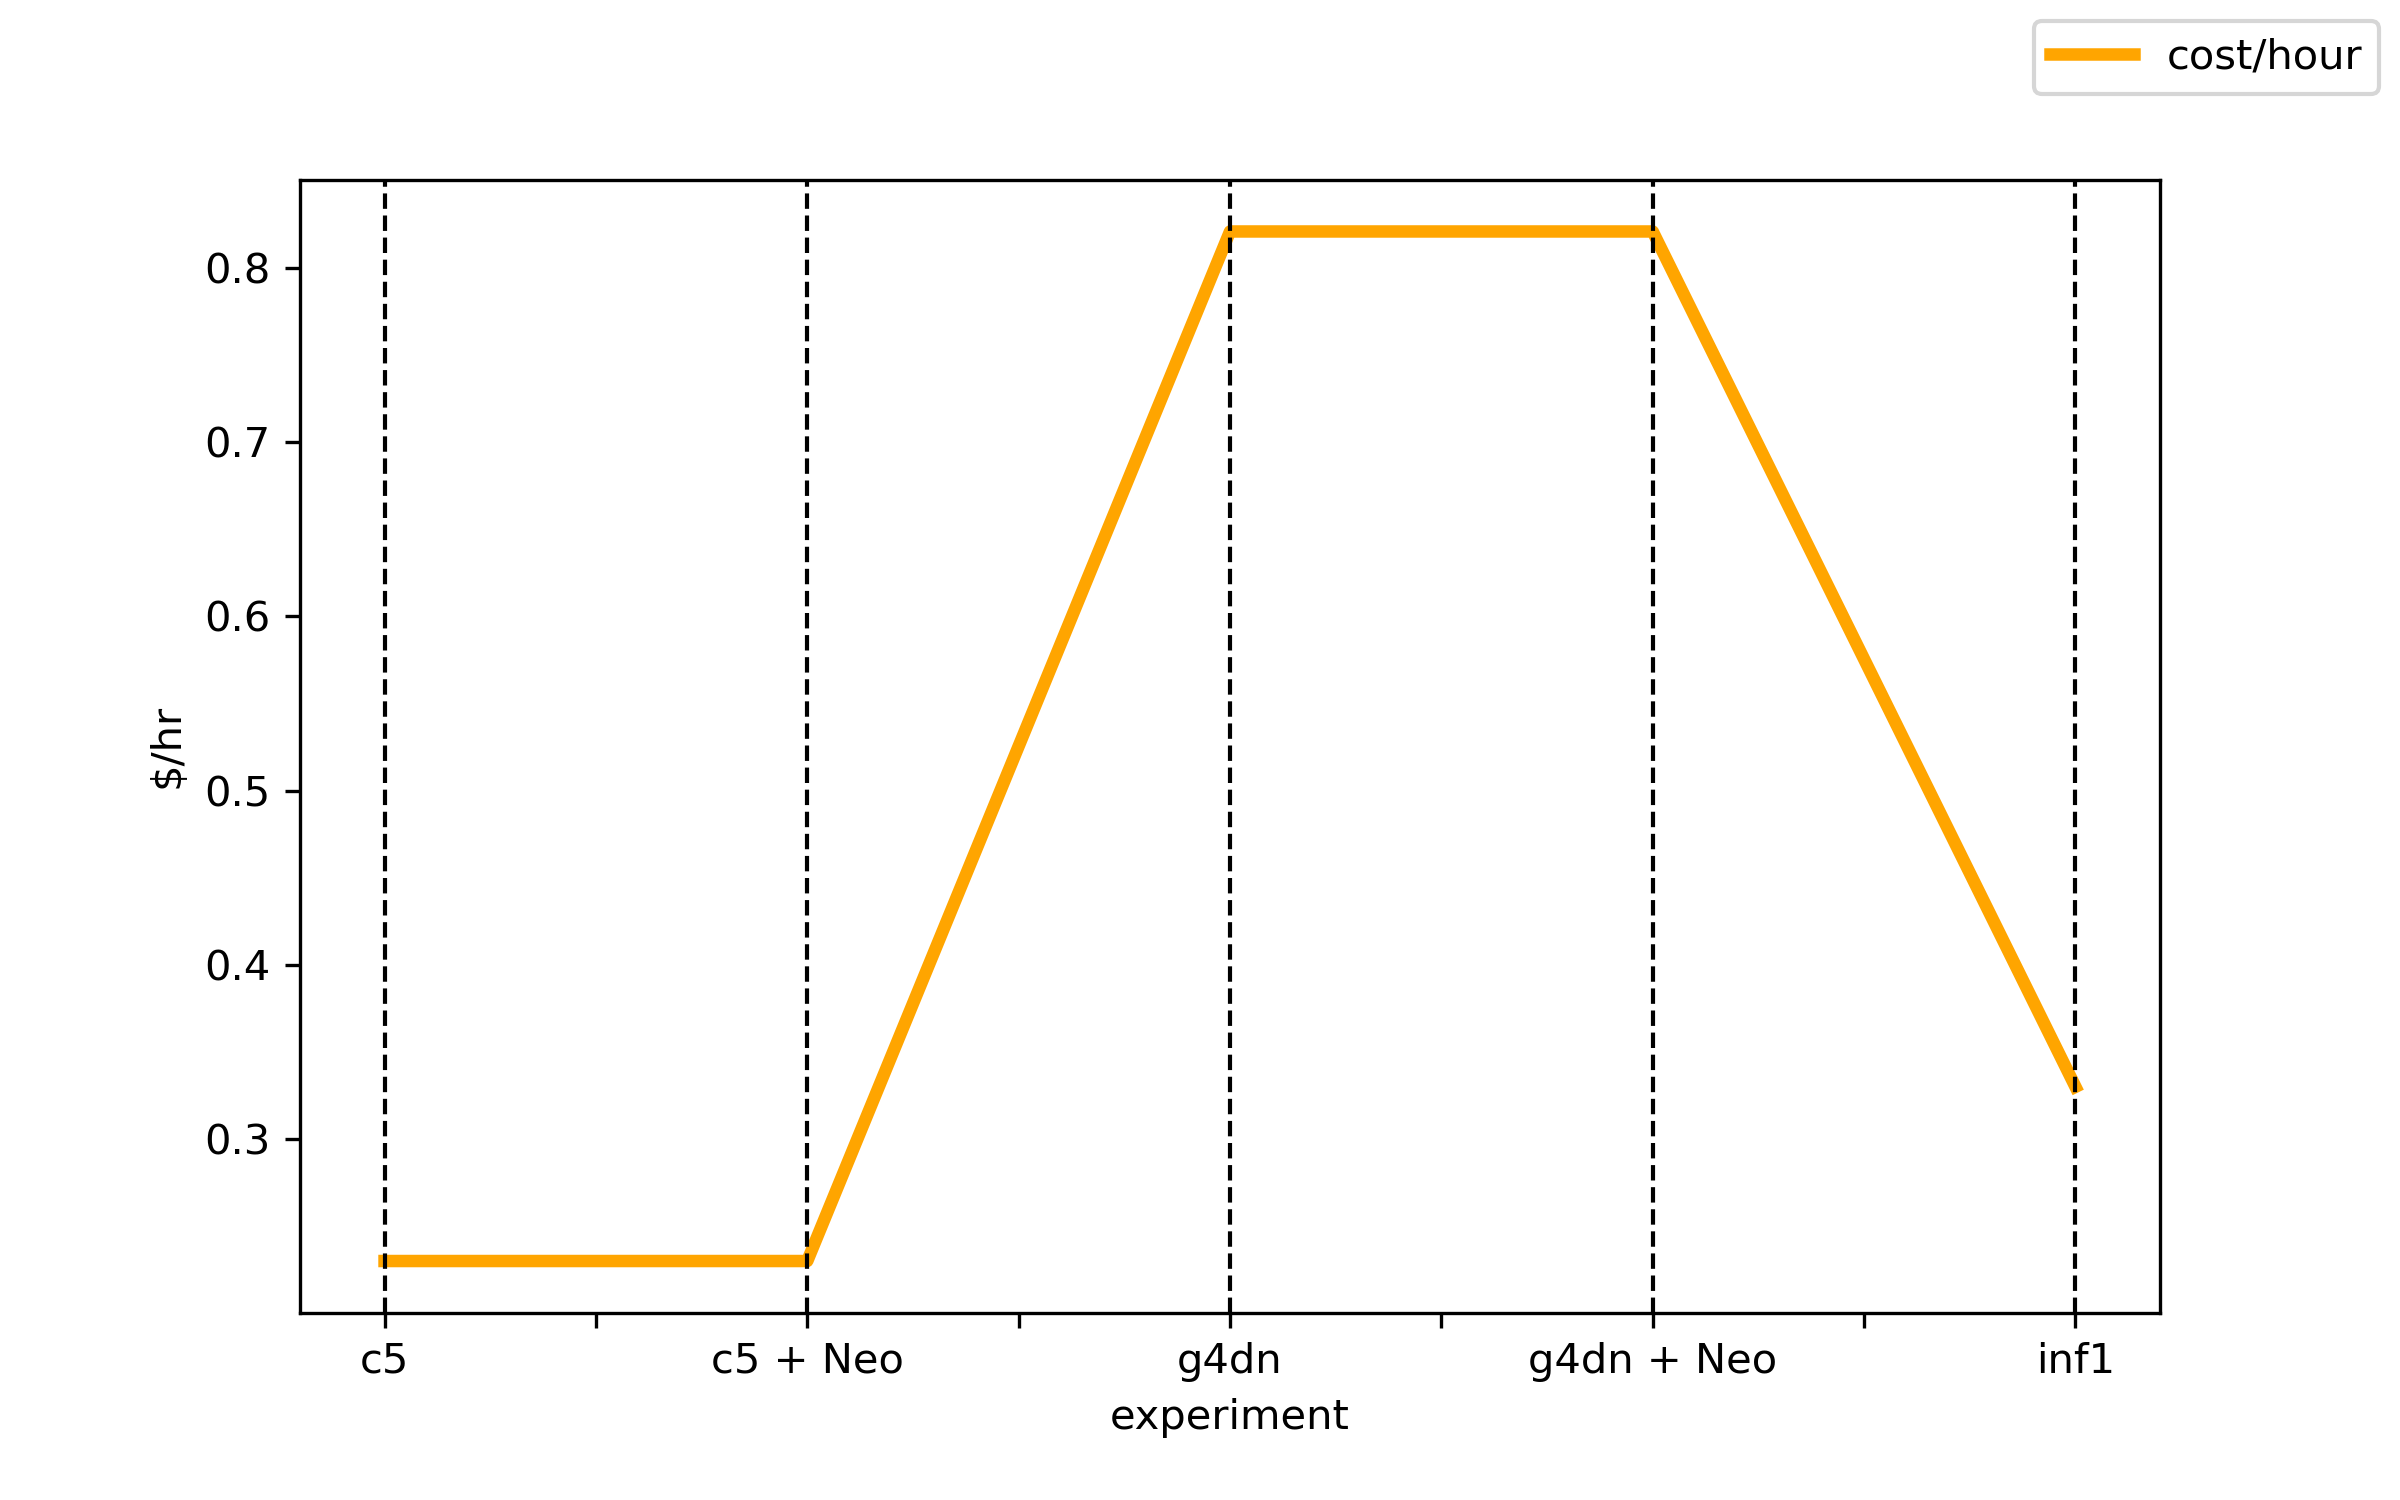 cost/hour
0.8
0.7
0.6
0.5
0.4
0.3
$/hr
c5
c5 + Neo
g4dn
g4dn + Neo
inf1
experiment